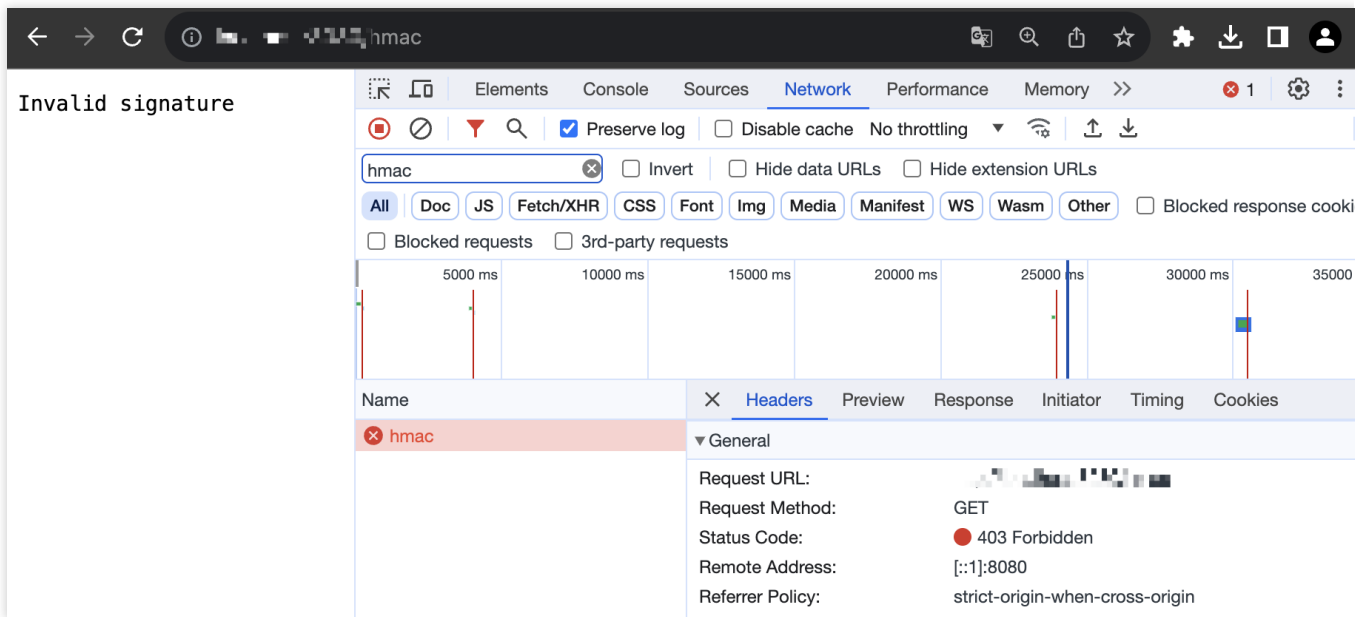 hmac
Invalid signature
Elements Console Sources Network Performance Memory 1
Preserve log Disable cache No throttling
hmac Invert Hide data URLs Hide extension URLs
All Doc JS Fetch/XHR CSS Font Img Media Manifest WS Wasm Other Blocked response cooki
Blocked requests 3rd-party requests
5000 ms 10000 ms 15000 ms 20000 ms 25000 ms 30000 ms 35000
Name
Headers Preview Response Initiator Timing Cookies
hmac
General
Request URL:
Request Method: GET
Status Code: 403 Forbidden
Remote Address: [::1]:8080
Referrer Policy: strict-origin-when-cross-origin